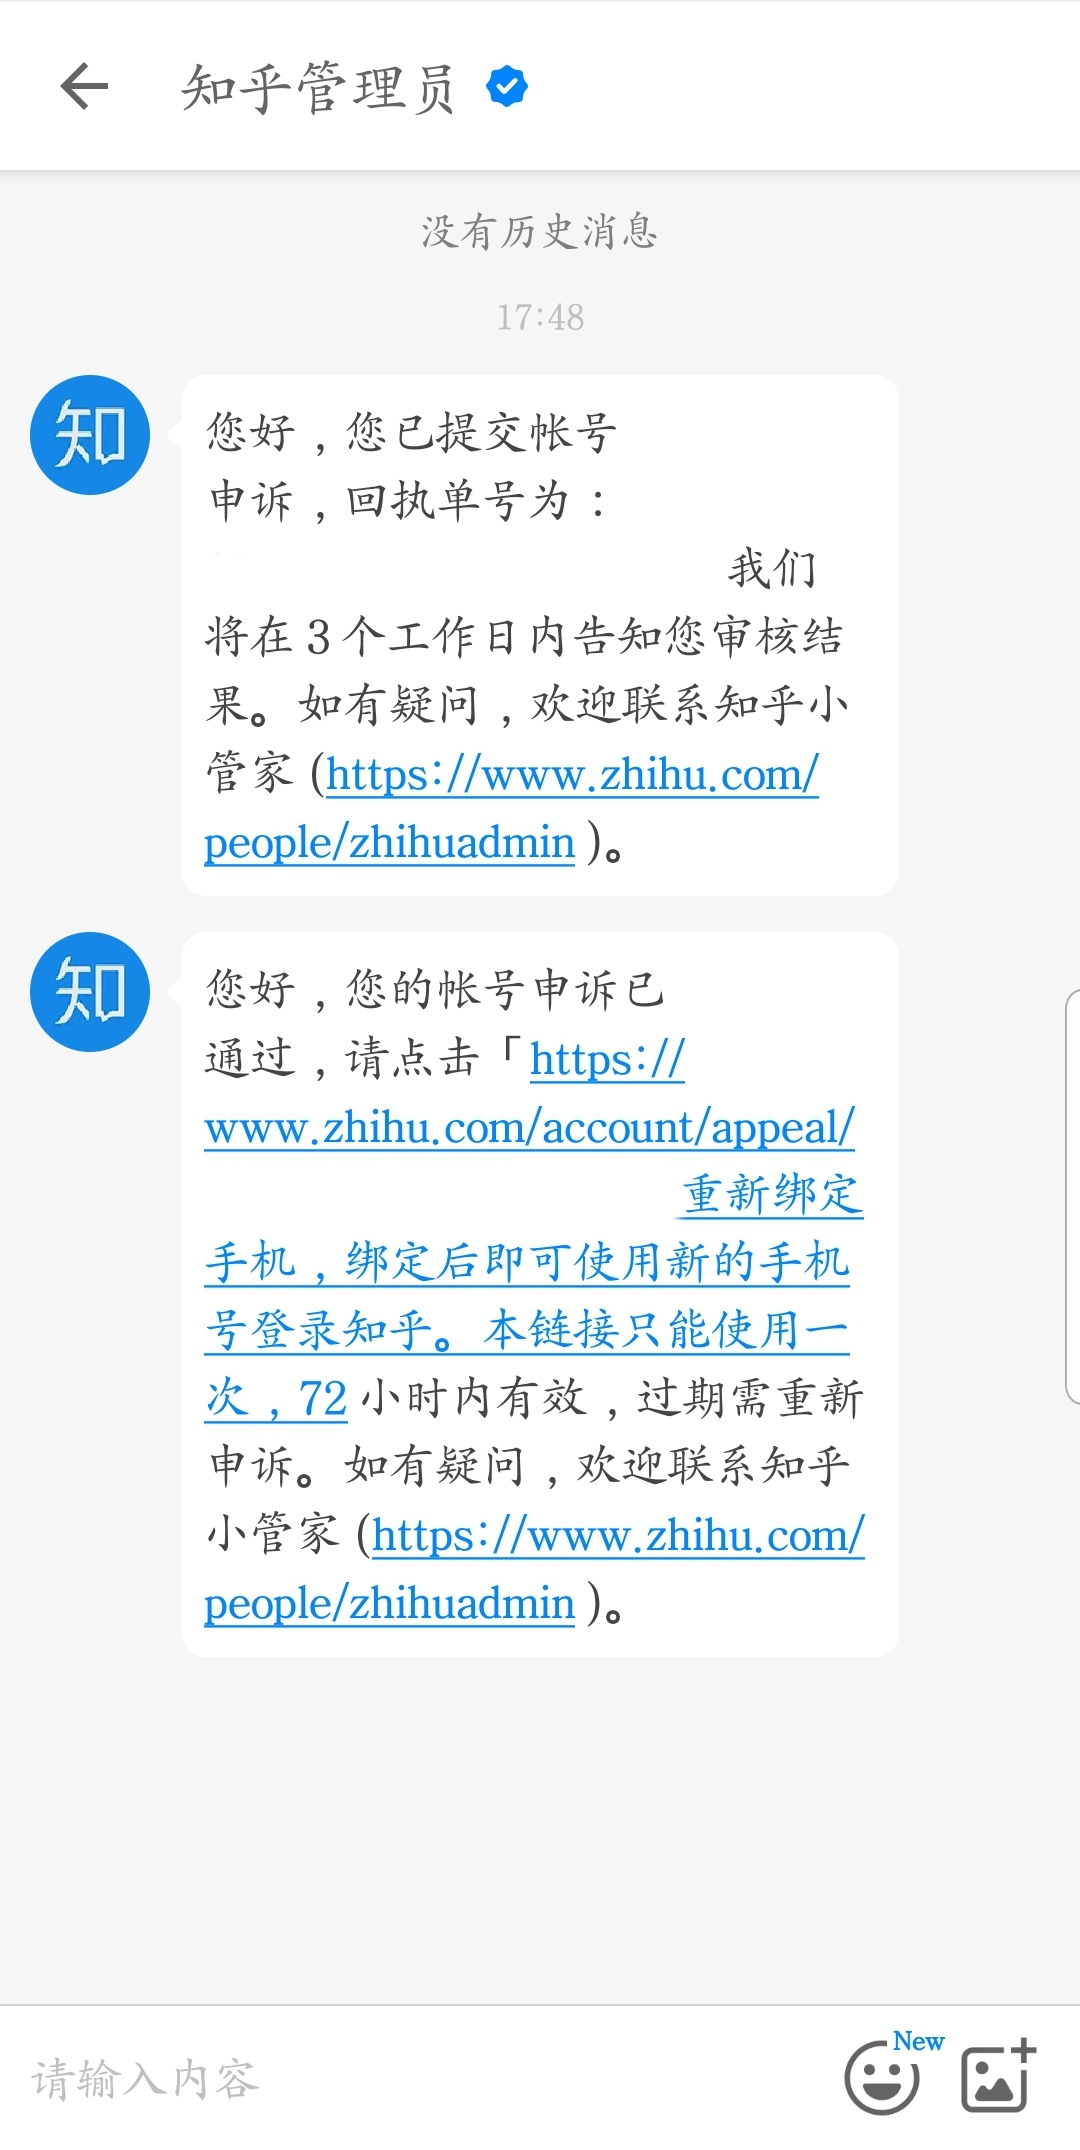 知乎管理员
没有历史消息
17:48
知
您好，您已提交帐号
申诉，回执单号为：
我们
将在 3 个工作日内告知您审核结
果。如有疑问，欢迎联系知乎小
管家 (https://www.zhihu.com/
people/zhihuadmin )。
知
您好，您的帐号申诉已
通过，请点击「https://
www.zhihu.com/account/appeal/
重新绑定
手机，绑定后即可使用新的手机
号登录知乎。本链接只能使用一
次，72 小时内有效，过期需重新
申诉。如有疑问，欢迎联系知乎
小管家 (https://www.zhihu.com/
people/zhihuadmin )。
请输入内容
New